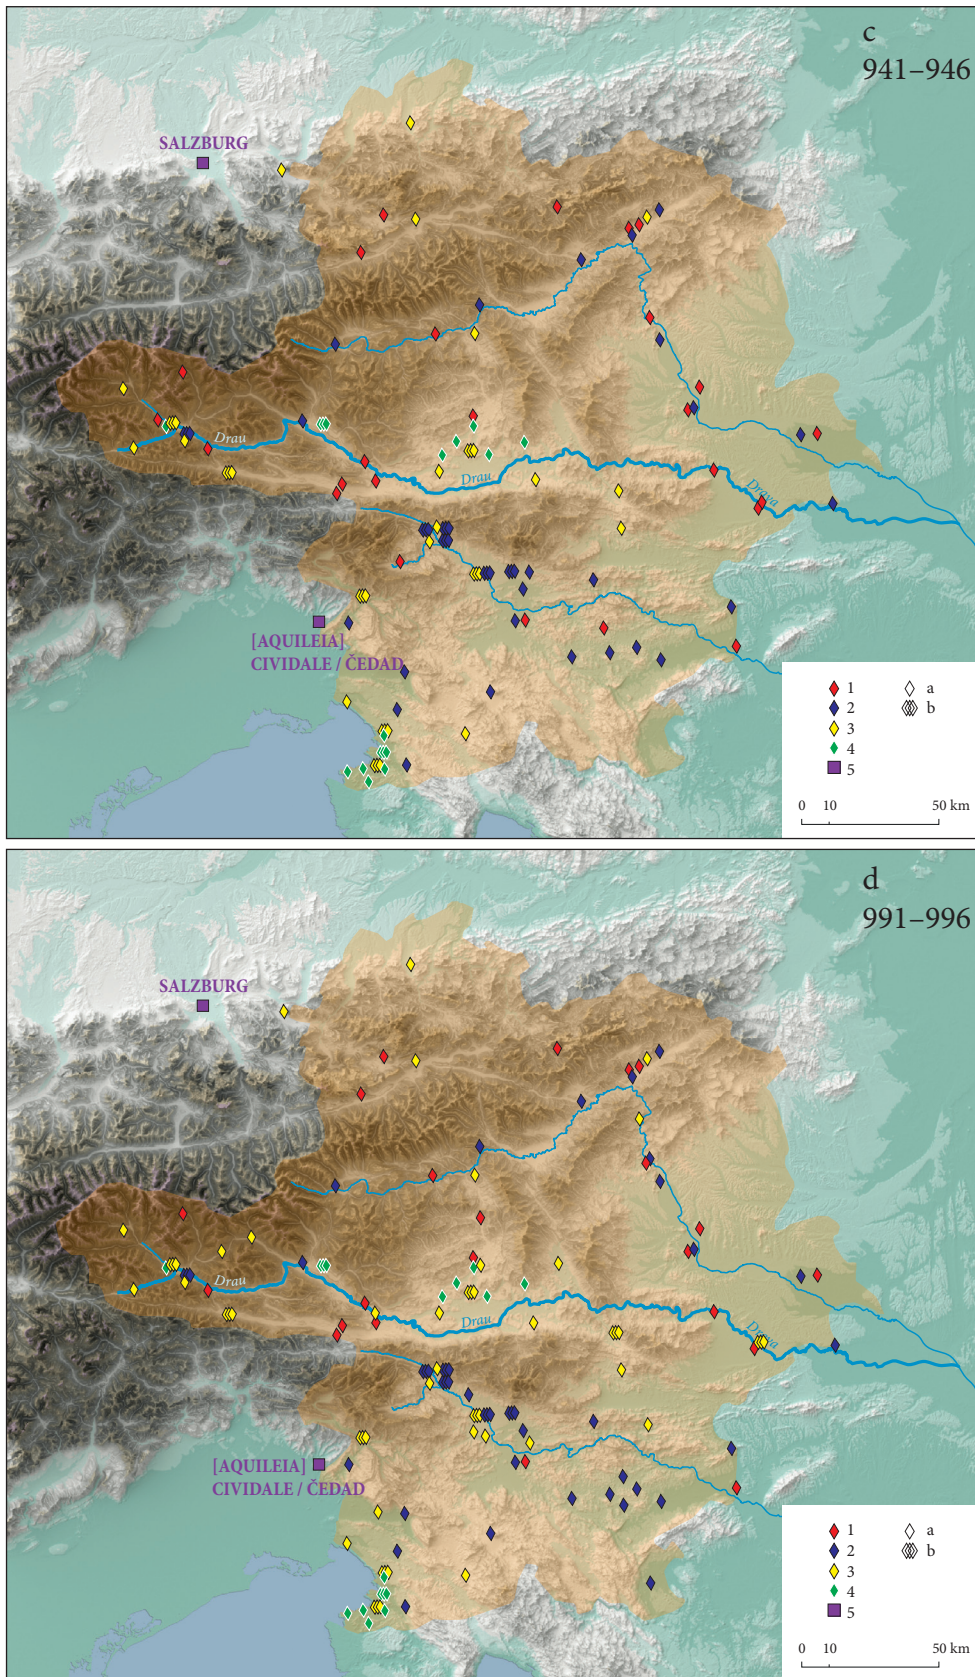 c
941–946
SALZBURG
Drau
Drau
Drava
[AQUILEIA]
CIVIDALE / ČEDAD
1 a
2 b
3
4
5
0 10 50 km
d
991–996
SALZBURG
Drau
Drau
Drava
[AQUILEIA]
CIVIDALE / ČEDAD
1 a
2 b
3
4
5
0 10 50 km